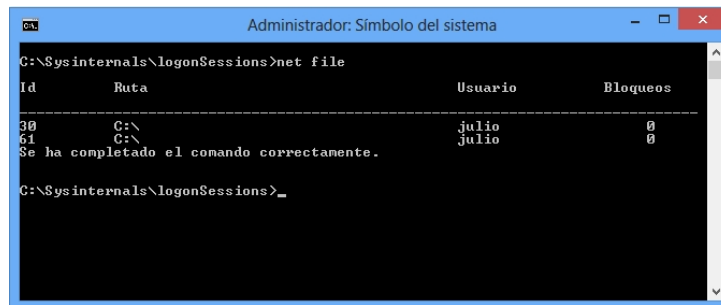 Administrador: Símbolo del sistema
C:\Sysinternals\logonSessions>net file
Id Ruta Usuario Bloqueos
30 C:\ julio 0
61 C:\ julio 0
Se ha completado el comando correctamente.
C:\Sysinternals\logonSessions>_